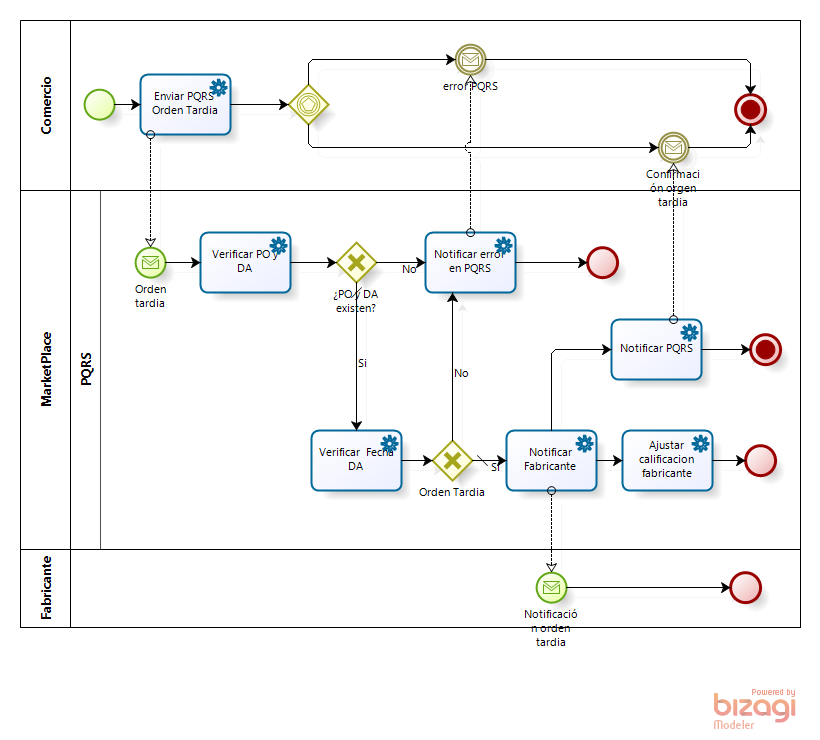 Comercio
Enviar PQRS
Orden Tardia
error PQRS
Confirmaci
ón orgen
tardia
MarketPlace
PQRS
Orden
tardia
Verificar PO y
DA
¿PO y DA
existen?
No
Notificar error
en PQRS
Si
No
Notificar PQRS
Verificar Fecha
DA
Orden Tardia
Si
Notificar
Fabricante
Ajustar
calificacion
fabricante
Fabricante
Notificació
n orden
tardia
Powered by
bizagi
Modeler